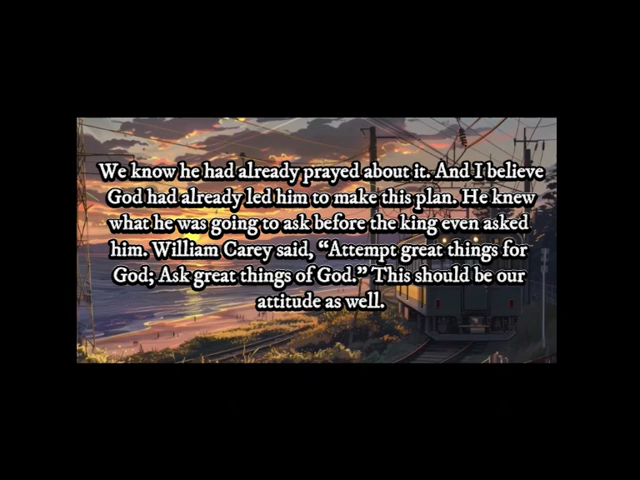 We know he had already prayed about it. And I believe
God had already led him to make this plan. He knew
what he was going to ask before the king even asked
him. William Carey said, “Attempt great things for
God; Ask great things of God.” This should be our
attitude as well.